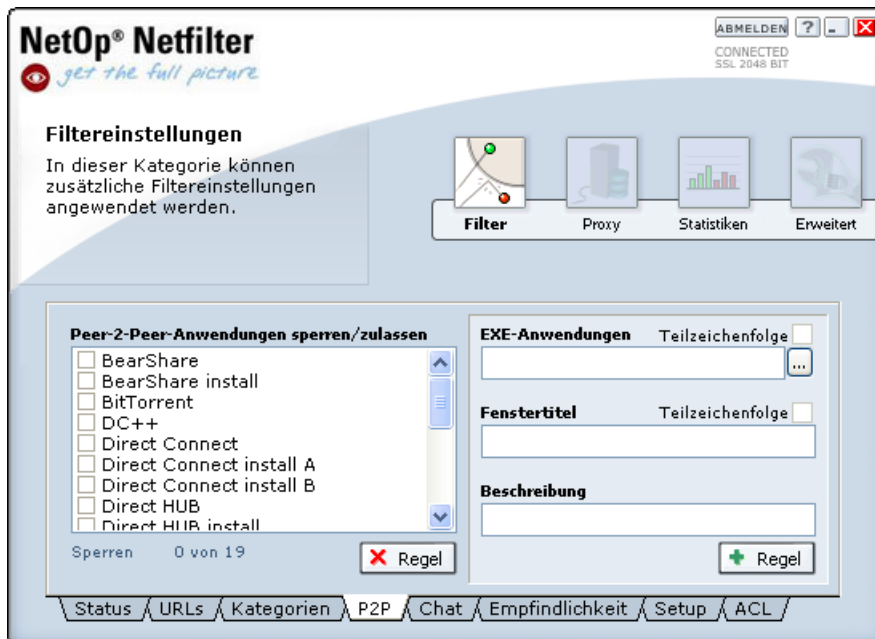 NetOp® Netfilter
get the full picture
ABMELDEN ?
CONNECTED
SSL 2048 BIT
Filtereinstellungen
In dieser Kategorie können
zusätzliche Filtereinstellungen
angewendet werden.
Filter
Proxy
Statistiken
Erweitert
Peer-2-Peer-Anwendungen sperren/zulassen
BearShare
BearShare install
BitTorrent
DC++
Direct Connect
Direct Connect install A
Direct Connect install B
Direct HUB
Direct HUB install
Sperren 0 von 19
Regel
EXE-Anwendungen Teilzeichenfolge
...
Fenstertitel Teilzeichenfolge
Beschreibung
Regel
Status URLs Kategorien P2P Chat Empfindlichkeit Setup ACL